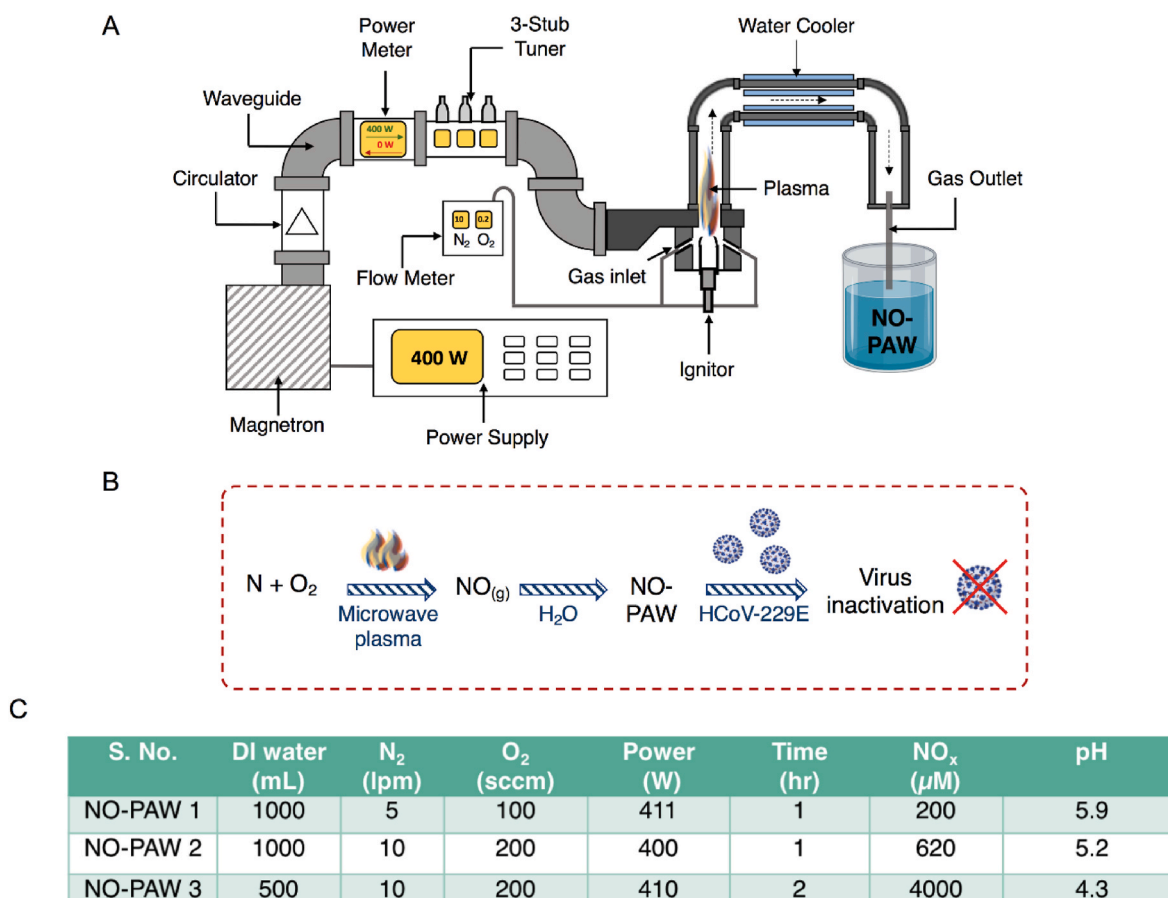 A
Power
Meter
3-Stub
Tuner
Water Cooler
Waveguide
400 W
0 W
Circulator
Plasma
Gas Outlet
10 0.2
N₂ O₂
Flow Meter
Gas inlet
NO-
PAW
400 W
Ignitor
Magnetron
Power Supply
B
N + O₂
Microwave
plasma
NO(g)
H₂O
NO-
PAW
HCoV-229E
Virus
inactivation
C
S. No. DI water (mL) N₂ (lpm) O₂ (sccm) Power (W) Time (hr) NOₓ (µM) pH
NO-PAW 1 1000 5 100 411 1 200 5.9
NO-PAW 2 1000 10 200 400 1 620 5.2
NO-PAW 3 500 10 200 410 2 4000 4.3